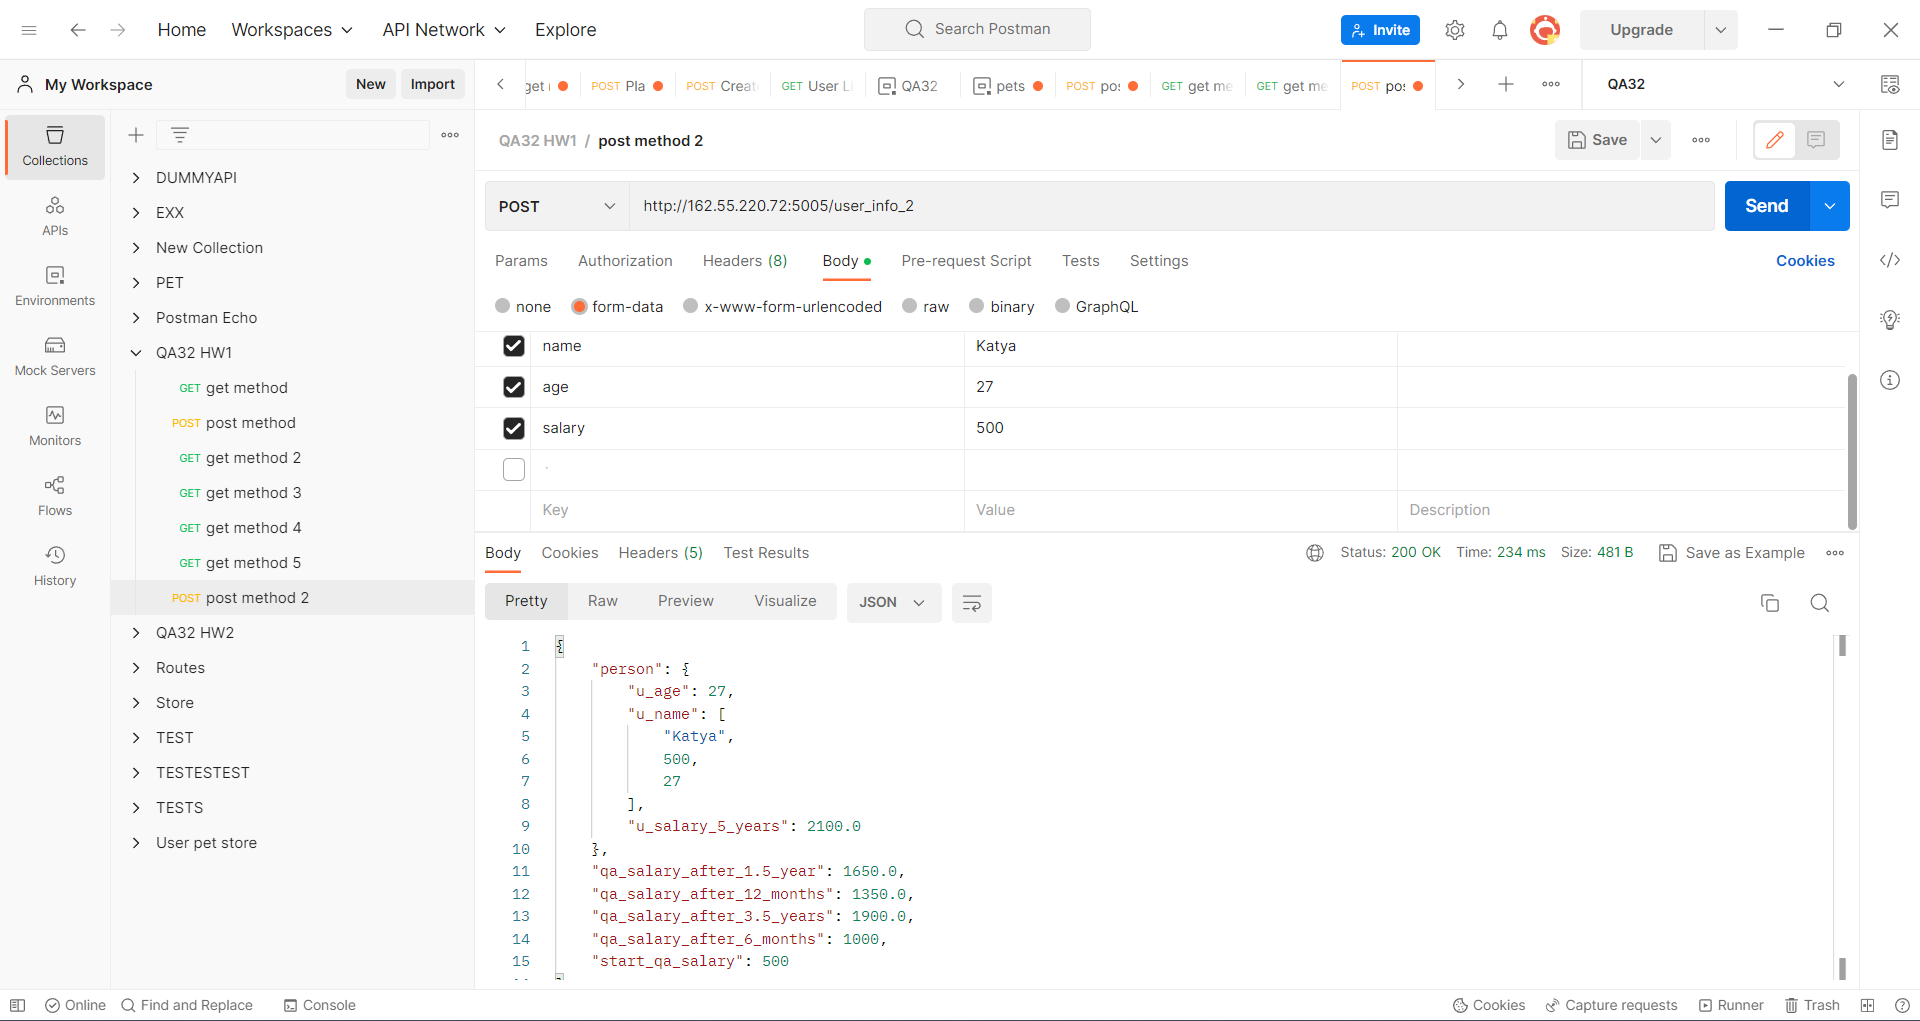 Home Workspaces API Network Explore Search Postman Invite Upgrade
My Workspace New Import
get POST Pla POST Creat GET User L QA32 pets POST pos GET get me GET get me POST pos QA32
Collections
APIs
Environments
Mock Servers
Monitors
Flows
History
DUMMYAPI
EXX
New Collection
PET
Postman Echo
QA32 HW1
GET get method
POST post method
GET get method 2
GET get method 3
GET get method 4
GET get method 5
POST post method 2
QA32 HW2
Routes
Store
TEST
TESTESTEST
TESTS
User pet store
QA32 HW1 / post method 2 Save
POST http://162.55.220.72:5005/user_info_2 Send
Params Authorization Headers (8) Body Pre-request Script Tests Settings Cookies
none form-data x-www-form-urlencoded raw binary GraphQL
name Katya
age 27
salary 500
Key Value Description
Body Cookies Headers (5) Test Results Status: 200 OK Time: 234 ms Size: 481 B Save as Example
Pretty Raw Preview Visualize JSON
1 {
2 "person": {
3 "u_age": 27,
4 "u_name": [
5 "Katya",
6 500,
7 27
8 ],
9 "u_salary_5_years": 2100.0
10 },
11 "qa_salary_after_1.5_year": 1650.0,
12 "qa_salary_after_12_months": 1350.0,
13 "qa_salary_after_3.5_years": 1900.0,
14 "qa_salary_after_6_months": 1000,
15 "start_qa_salary": 500
Online Find and Replace Console Cookies Capture requests Runner Trash